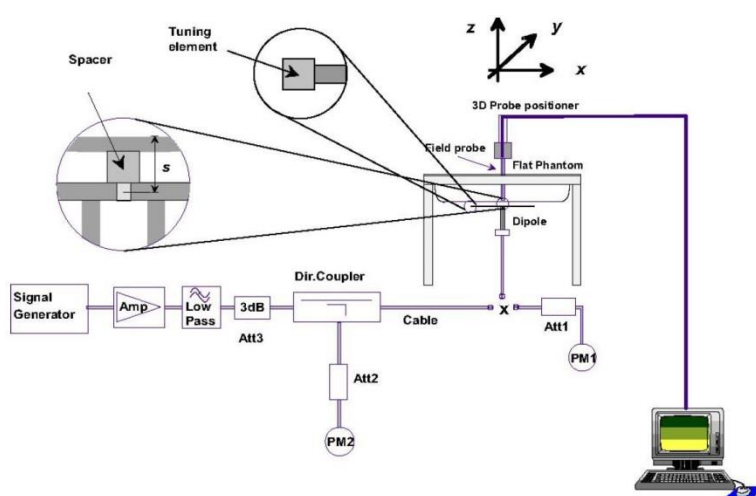 Tuning
element
Spacer
z
y
x
3D Probe positioner
Field probe
Flat Phantom
s
Dipole
Dir.Coupler
Signal
Generator
Amp
Low
Pass
3dB
Att3
Cable
x
Att1
PM1
Att2
PM2